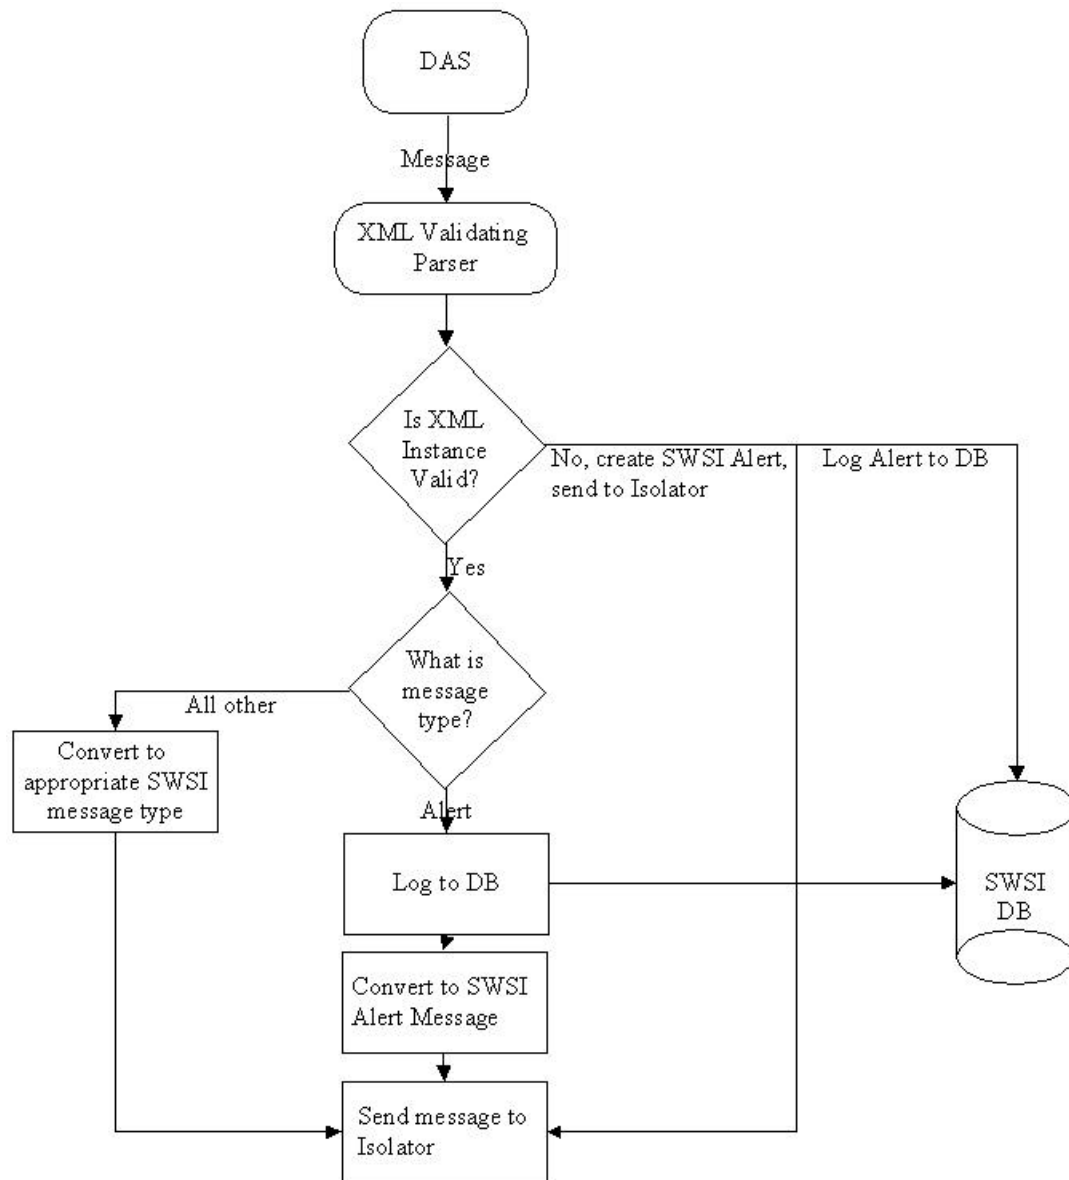 DAS
Message
XML Validating
Parser
Is XML
Instance
Valid?
No, create SWSI Alert,
send to Isolator
Log Alert to DB
Yes
What is
message
type?
All other
Convert to
appropriate SWSI
message type
Alert
Log to DB
SWSI
DB
Convert to SWSI
Alert Message
Send message to
Isolator